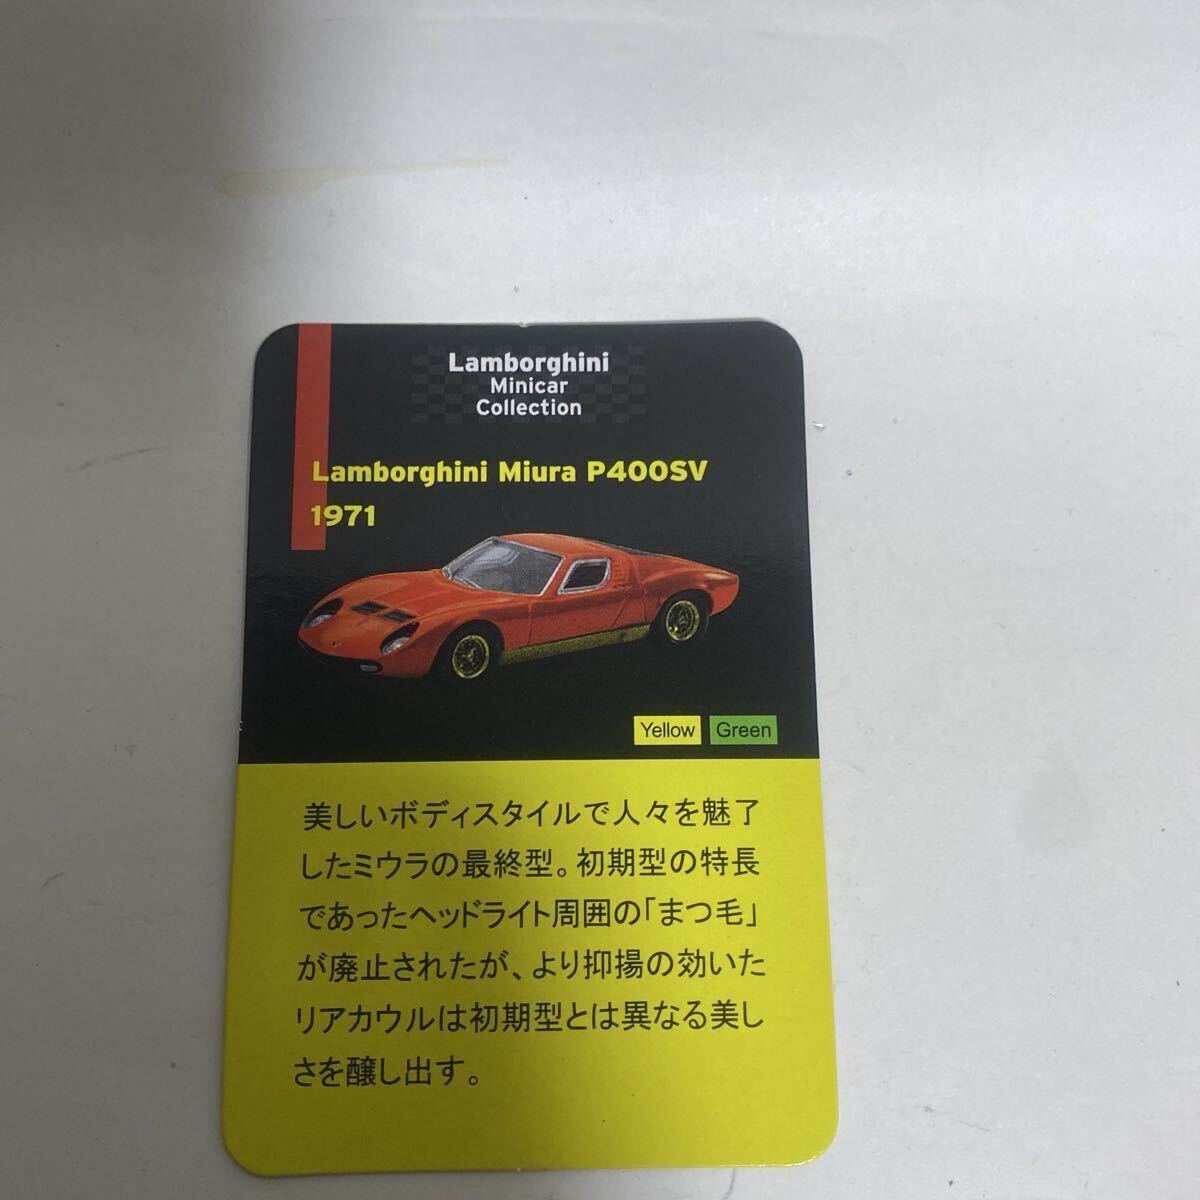 Lamborghini
Minicar
Collection
Lamborghini Miura P400SV
1971
Yellow Green
美しいボディスタイルで人々を魅了
したミウラの最終型。初期型の特長
であったヘッドライト周囲の「まつ毛」
が廃止されたが、より抑揚の効いた
リアカウルは初期型とは異なる美し
さを醸し出す。